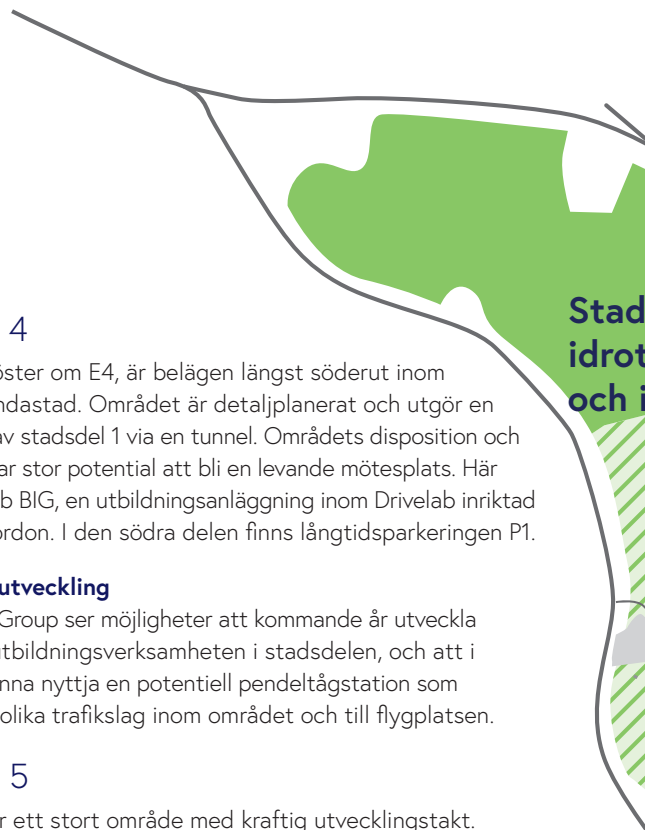 4
öster om E4, är belägen längst söderut inom
ndastad. Området är detaljplanerat och utgör en
av stadsdel 1 via en tunnel. Områdets disposition och
ar stor potential att bli en levande mötesplats. Här
b BIG, en utbildningsanläggning inom Drivelab inriktad
ordon. I den södra delen finns långtidsparkeringen P1.
utveckling
Group ser möjligheter att kommande år utveckla
utbildningsverksamheten i stadsdelen, och att i
nna nyttja en potentiell pendeltågstation som
olika trafikslag inom området och till flygplatsen.
5
r ett stort område med kraftig utvecklingstakt.
Stad
idrot
och i